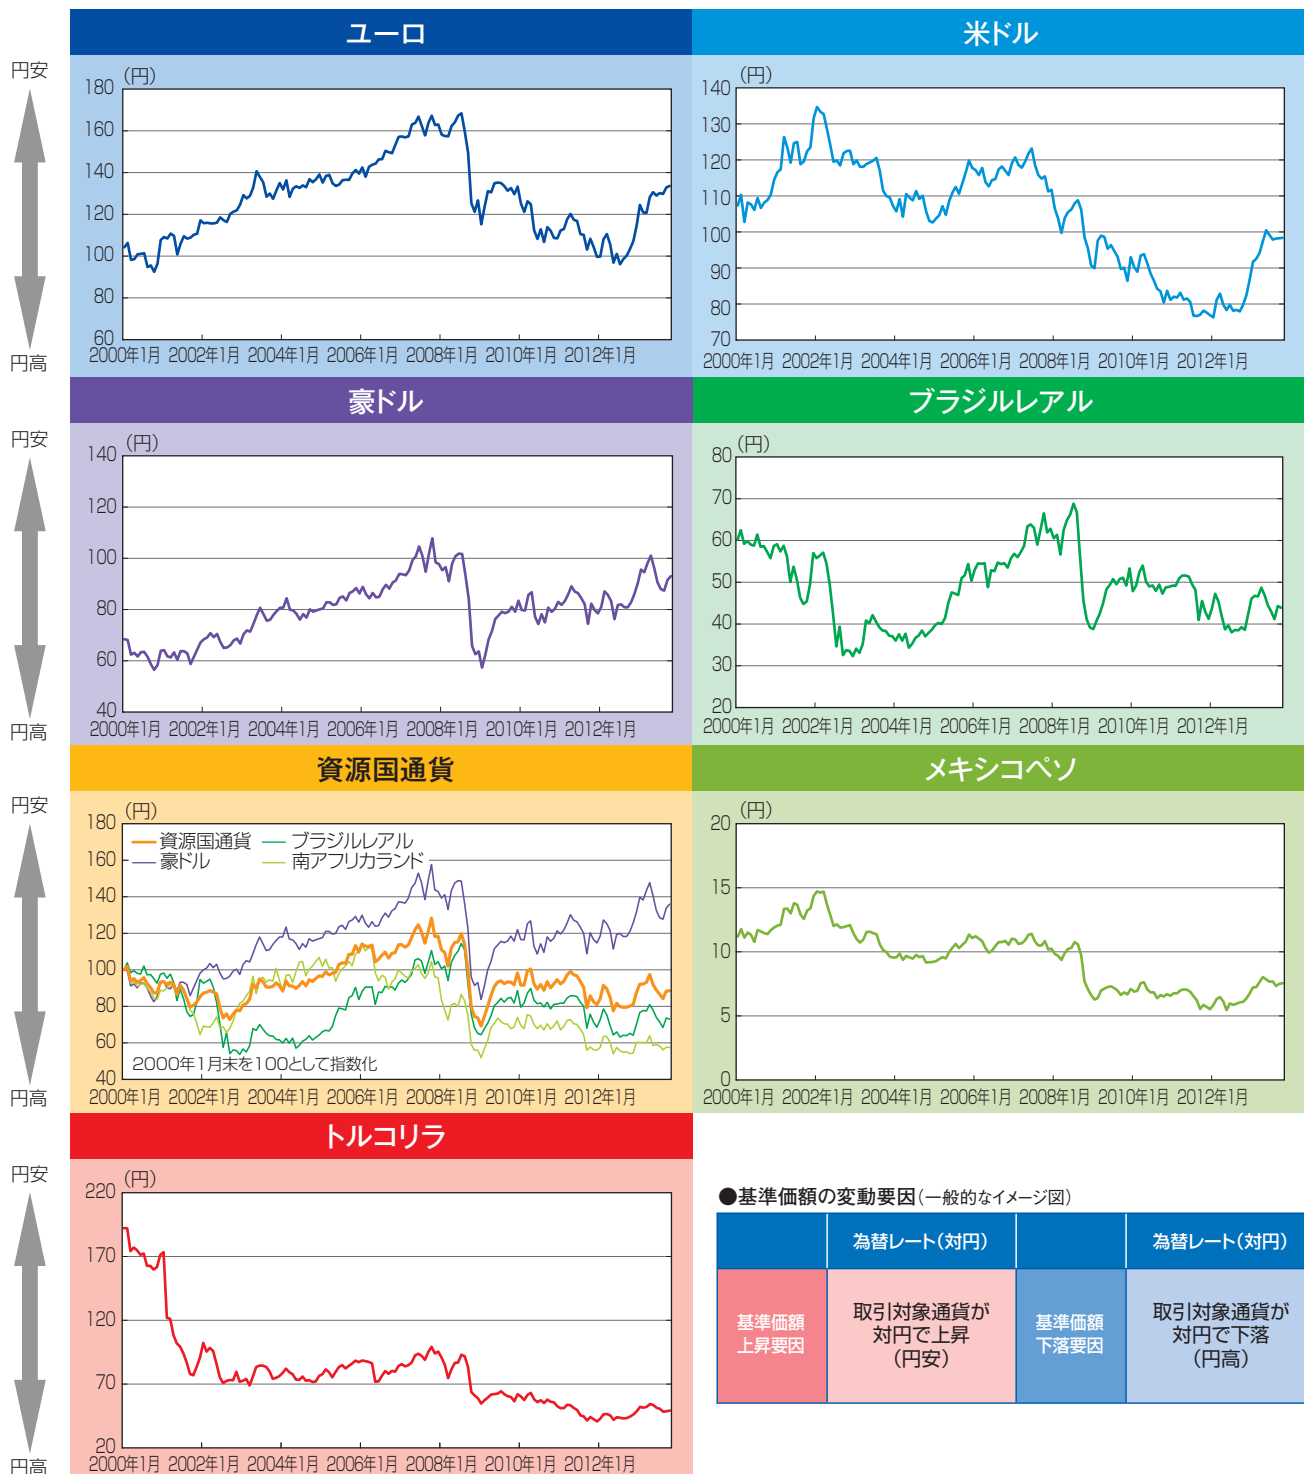 ユーロ
円安
円高
(円)
180
160
140
120
100
80
60
2000年1月 2002年1月 2004年1月 2006年1月 2008年1月 2010年1月 2012年1月
米ドル
(円)
140
130
120
110
100
90
80
70
2000年1月 2002年1月 2004年1月 2006年1月 2008年1月 2010年1月 2012年1月
豪ドル
円安
円高
(円)
140
120
100
80
60
40
2000年1月 2002年1月 2004年1月 2006年1月 2008年1月 2010年1月 2012年1月
ブラジルレアル
(円)
80
70
60
50
40
30
20
2000年1月 2002年1月 2004年1月 2006年1月 2008年1月 2010年1月 2012年1月
資源国通貨
円安
円高
(円)
180
160
140
120
100
80
60
40
資源国通貨 ブラジルレアル
豪ドル 南アフリカランド
2000年1月末を100として指数化
2000年1月 2002年1月 2004年1月 2006年1月 2008年1月 2010年1月 2012年1月
メキシコペソ
(円)
20
15
10
5
0
2000年1月 2002年1月 2004年1月 2006年1月 2008年1月 2010年1月 2012年1月
トルコリラ
円安
円高
(円)
220
170
120
70
20
2000年1月 2002年1月 2004年1月 2006年1月 2008年1月 2010年1月 2012年1月
●基準価額の変動要因(一般的なイメージ図)
為替レート(対円) 為替レート(対円)
基準価額
上昇要因
取引対象通貨が
対円で上昇
(円安)
基準価額
下落要因
取引対象通貨が
対円で下落
(円高)